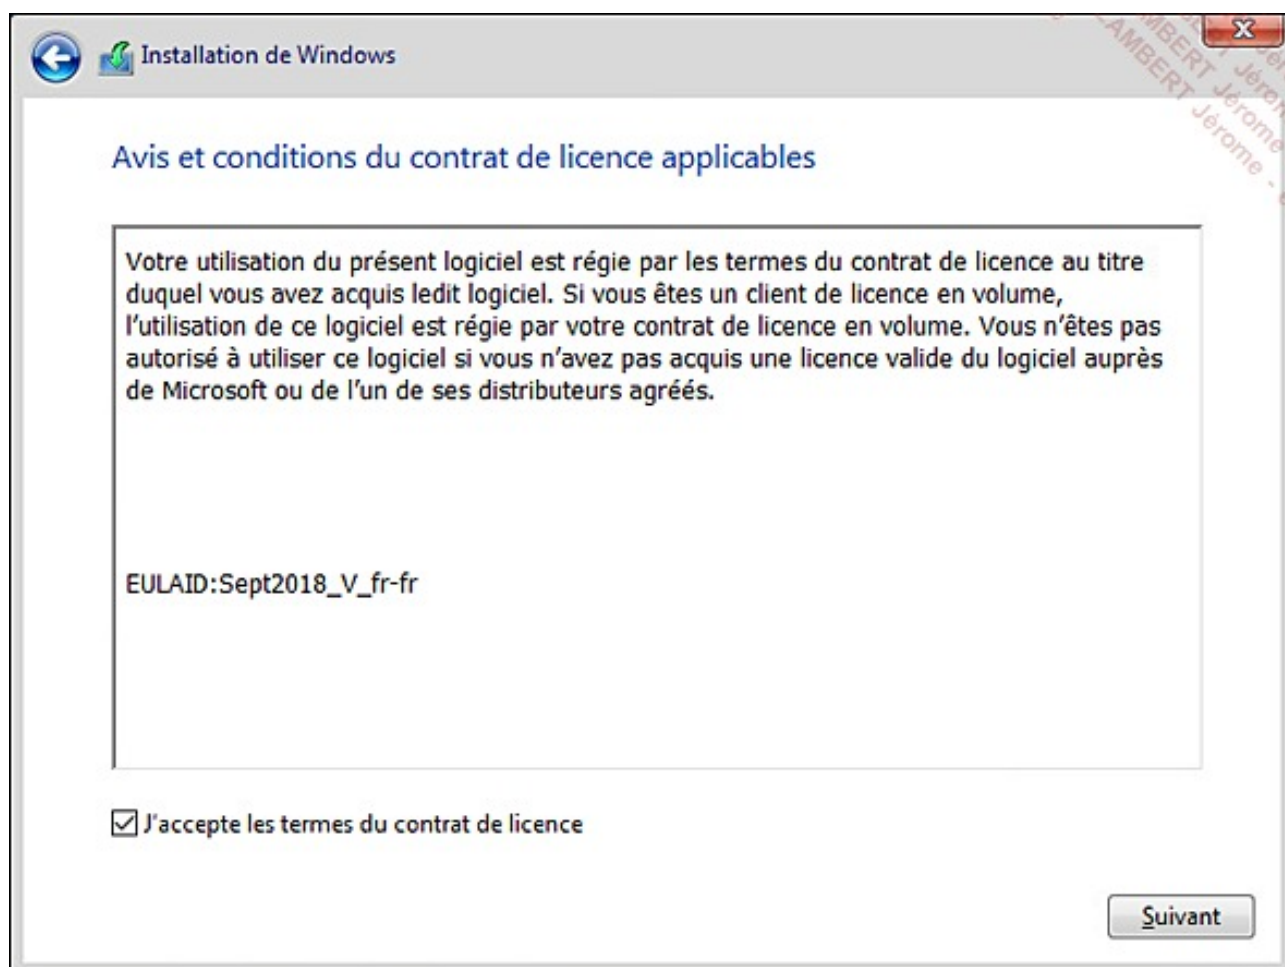 Installation de Windows
Avis et conditions du contrat de licence applicables
Votre utilisation du présent logiciel est régie par les termes du contrat de licence au titre
duquel vous avez acquis ledit logiciel. Si vous êtes un client de licence en volume,
l’utilisation de ce logiciel est régie par votre contrat de licence en volume. Vous n’êtes pas
autorisé à utiliser ce logiciel si vous n’avez pas acquis une licence valide du logiciel auprès
de Microsoft ou de l’un de ses distributeurs agréés.
EULAID:Sept2018_V_fr-fr
J'accepte les termes du contrat de licence
Suivant
LAMBERT Jérome